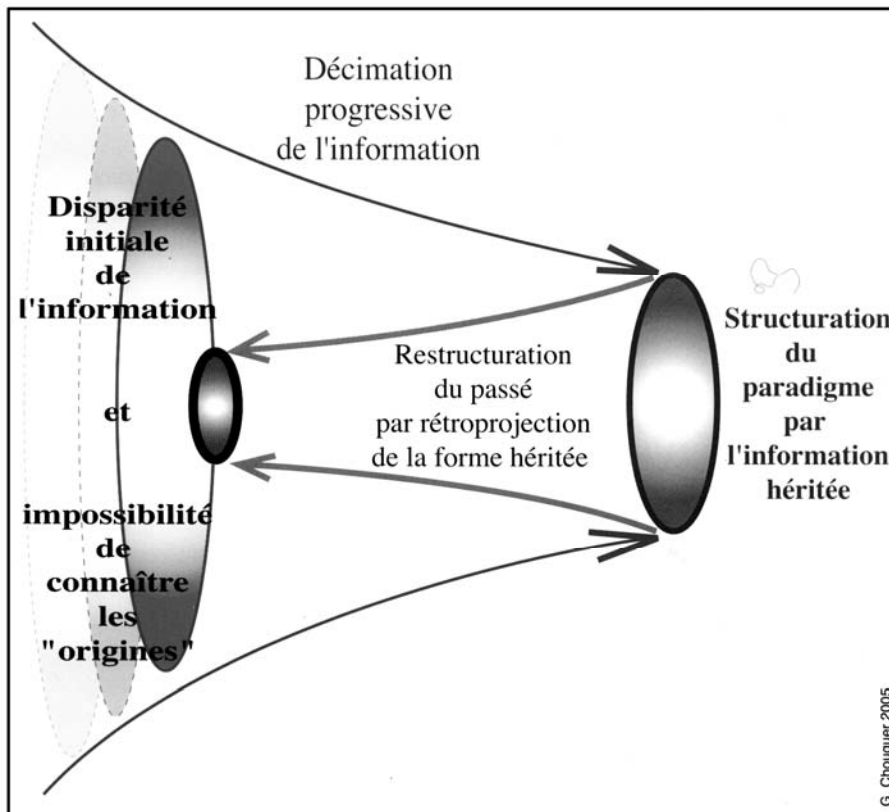 Décimation
progressive
de l'information
Disparité
initiale
de
l'information
et
impossibilité
de
connaître
les
"origines"
Restructuration
du passé
par rétroprojection
de la forme héritée
Structuration
du
paradigme
par
l'information
héritée
G. Chouquer 2005